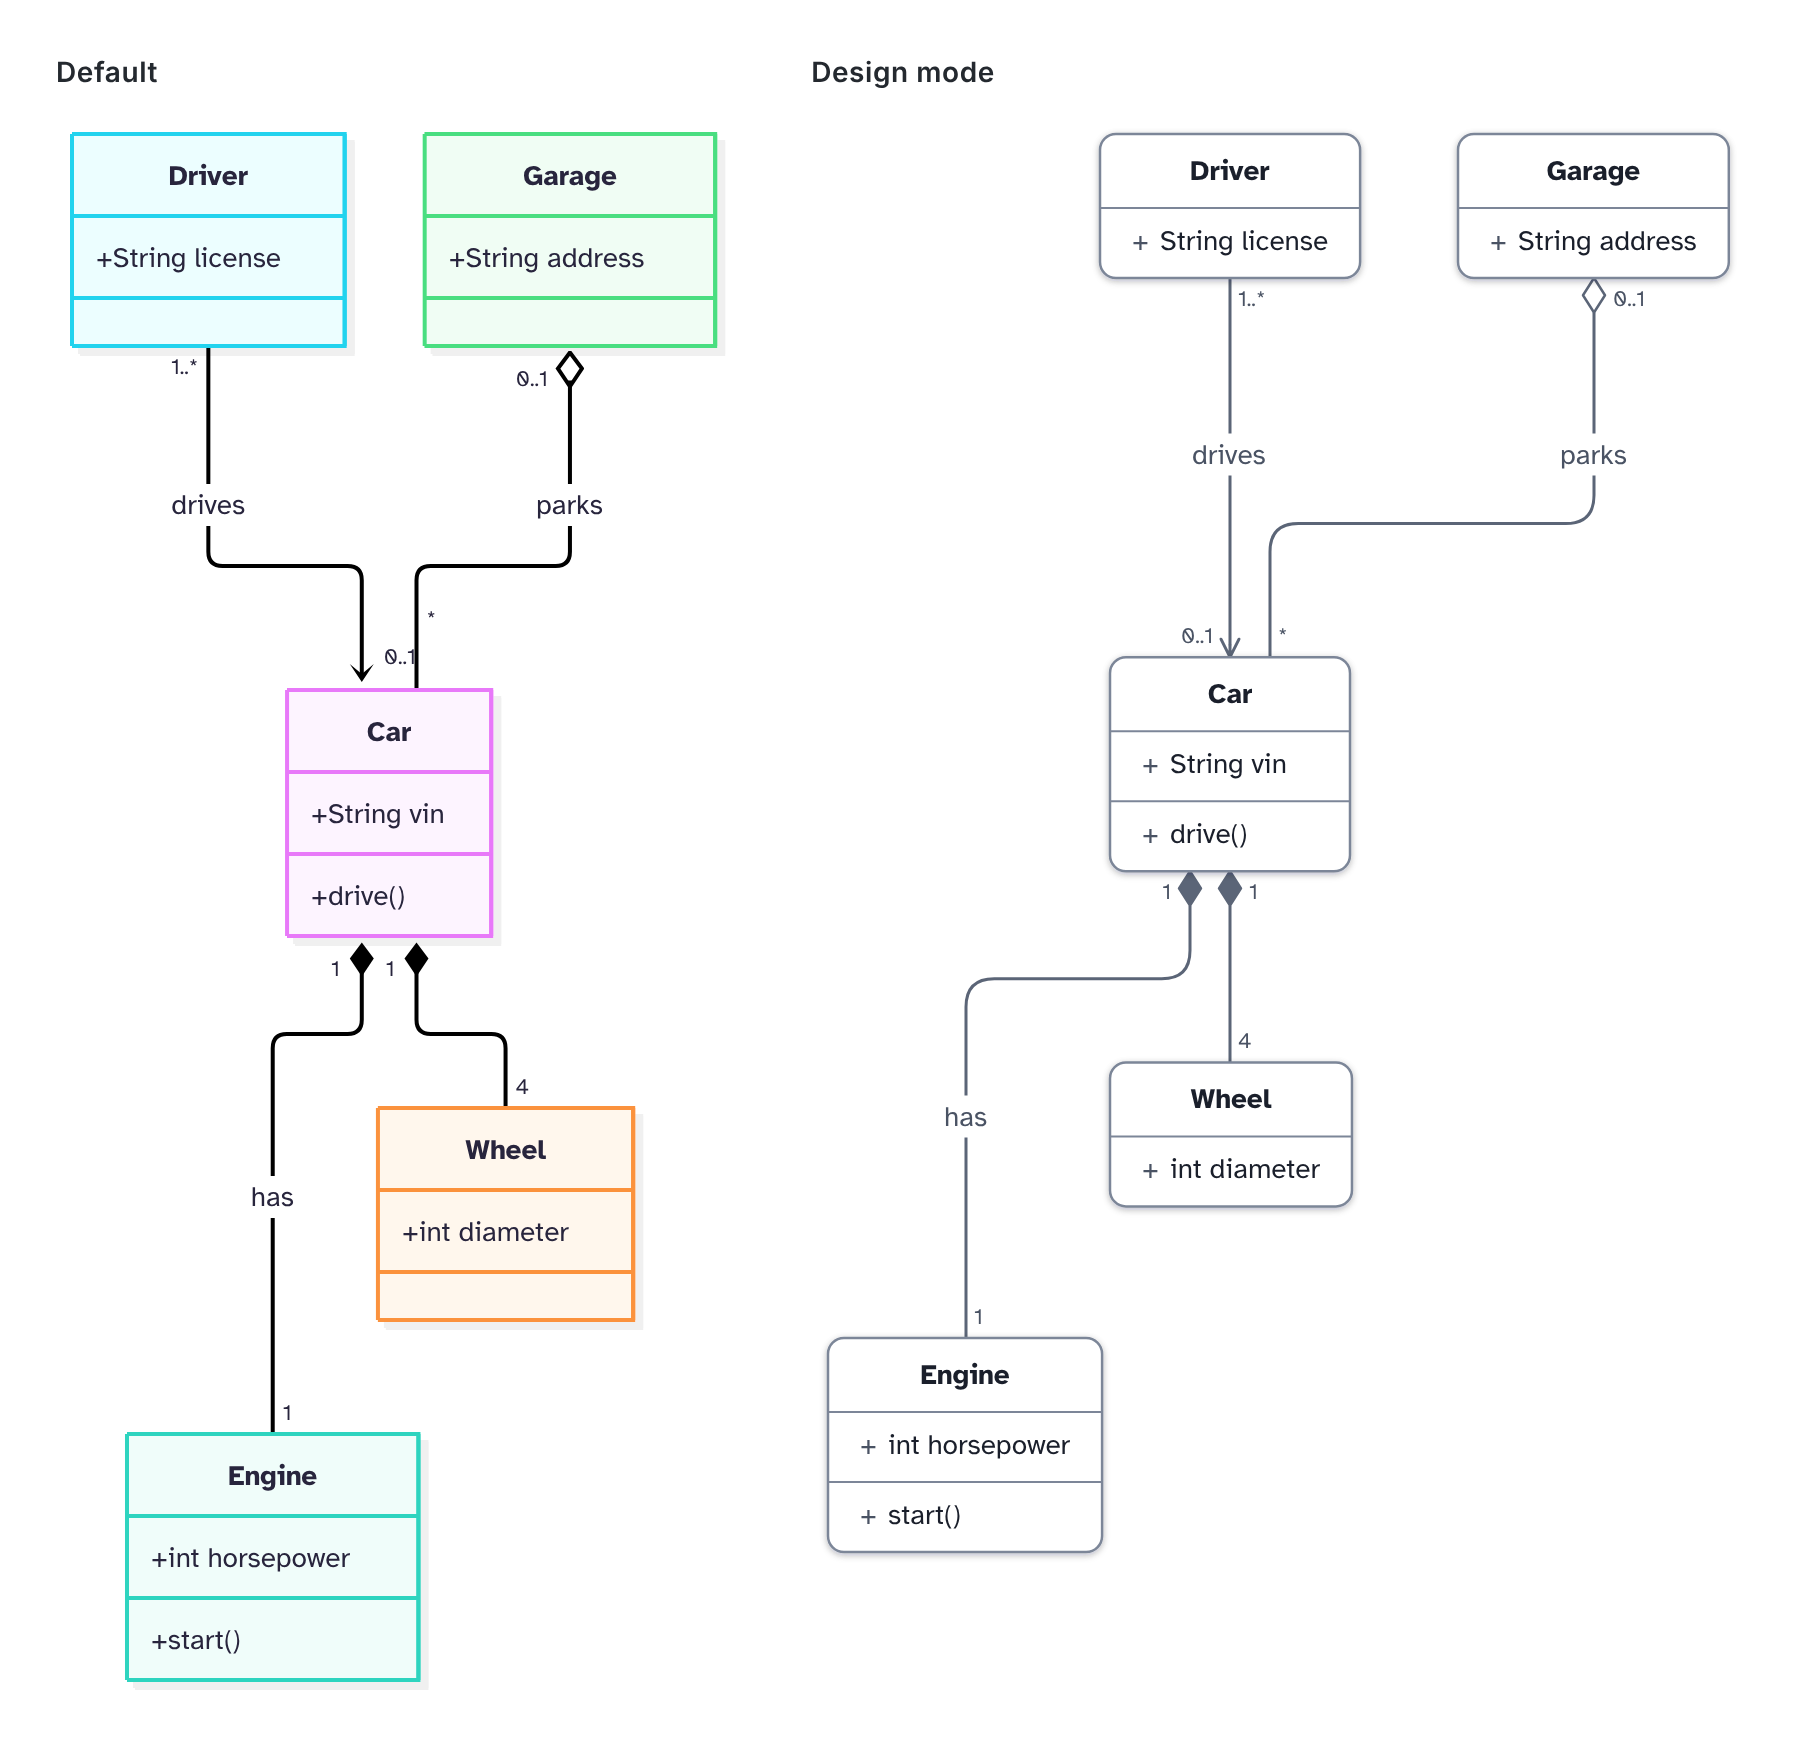 Default
Driver
+String license
Garage
+String address
1..*
0..1
drives
parks
*
0..1
Car
+String vin
+drive()
1
1
4
Wheel
+int diameter
has
1
Engine
+int horsepower
+start()
Design mode
Driver
+ String license
Garage
+ String address
1..*
0..1
drives
parks
0..1
*
Car
+ String vin
+ drive()
1
1
4
Wheel
+ int diameter
has
1
Engine
+ int horsepower
+ start()